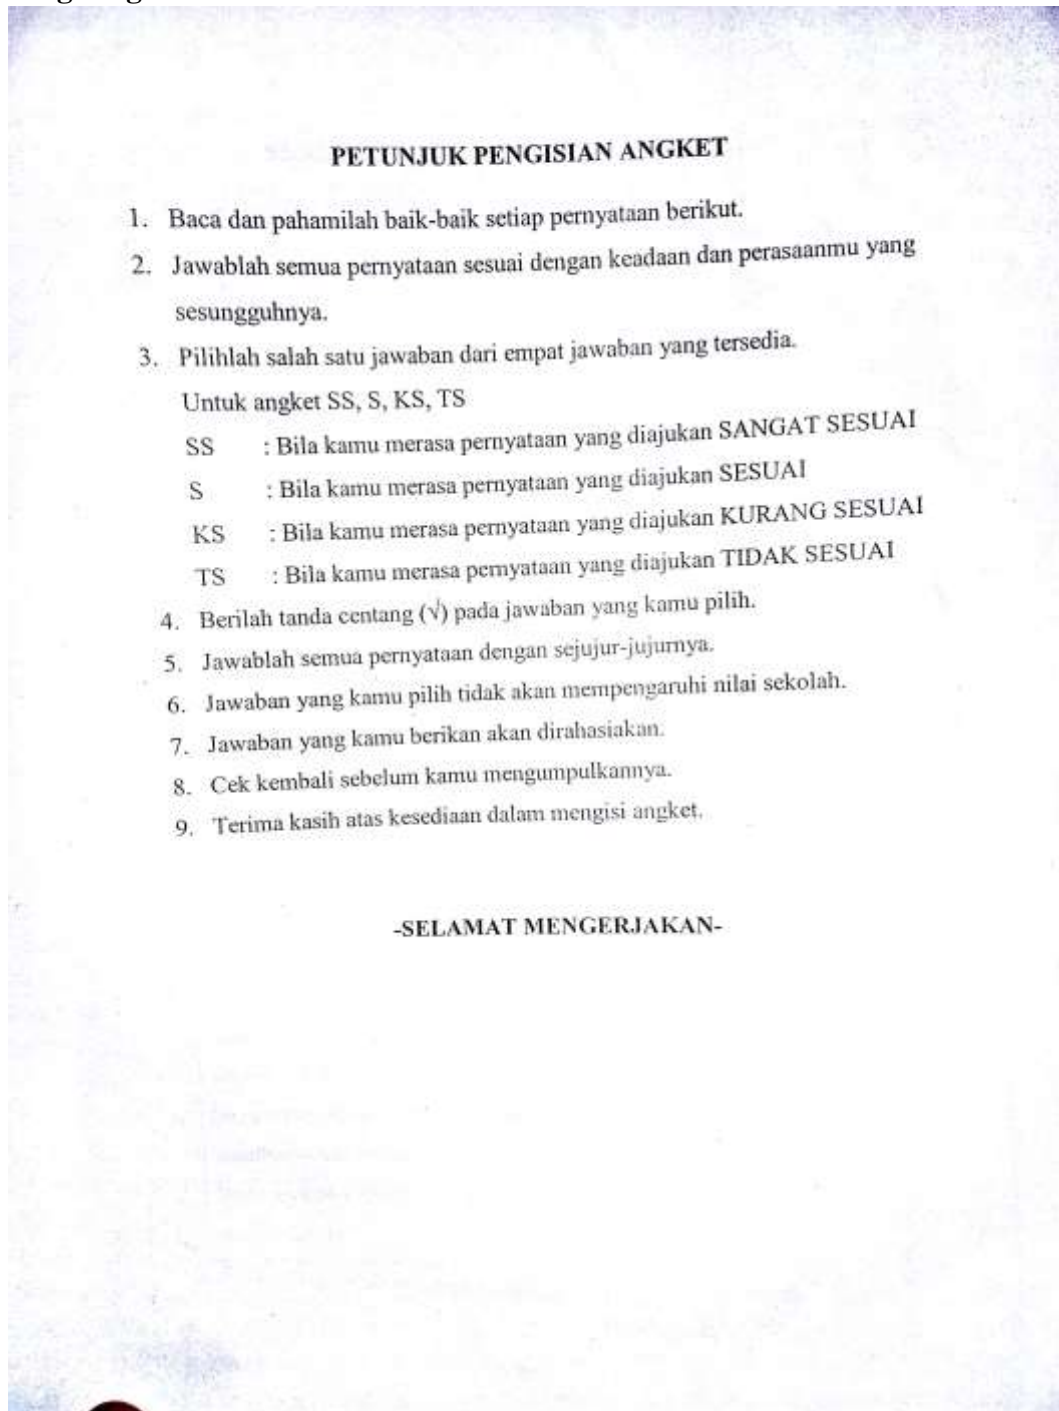 PETUNJUK PENGISIAN ANGKET
1. Baca dan pahamilah baik-baik setiap pernyataan berikut.
2. Jawablah semua pernyataan sesuai dengan keadaan dan perasaanmu yang
sesungguhnya.
3. Pilihlah salah satu jawaban dari empat jawaban yang tersedia.
Untuk angket SS, S, KS, TS
SS : Bila kamu merasa pernyataan yang diajukan SANGAT SESUAI
S : Bila kamu merasa pernyataan yang diajukan SESUAI
KS : Bila kamu merasa pernyataan yang diajukan KURANG SESUAI
TS : Bila kamu merasa pernyataan yang diajukan TIDAK SESUAI
4. Berilah tanda centang (√) pada jawaban yang kamu pilih.
5. Jawablah semua pernyataan dengan sejujur-jujurnya.
6. Jawaban yang kamu pilih tidak akan mempengaruhi nilai sekolah.
7. Jawaban yang kamu berikan akan dirahasiakan.
8. Cek kembali sebelum kamu mengumpulkannya.
9. Terima kasih atas kesediaan dalam mengisi angket.
-SELAMAT MENGERJAKAN-